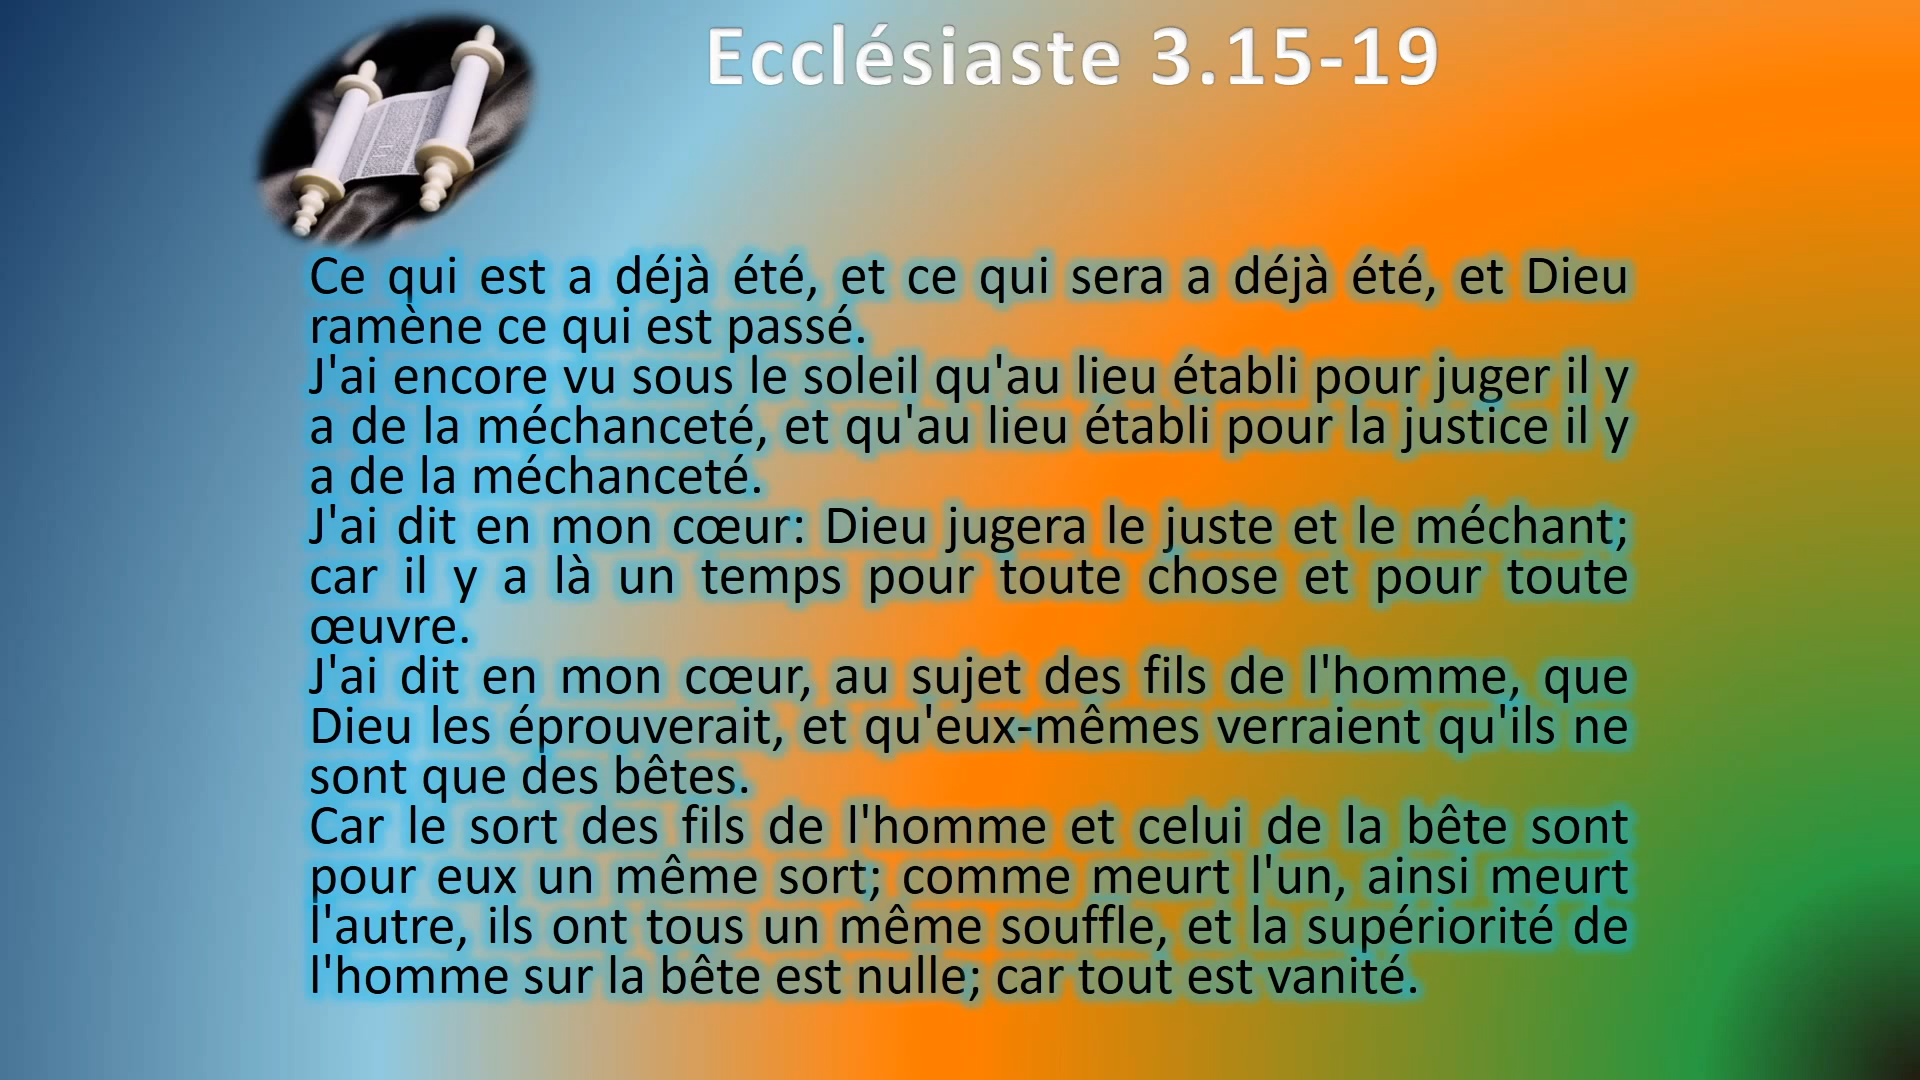 Ecclésiaste 3.15-19
Ce qui est a déjà été, et ce qui sera a déjà été, et Dieu
ramène ce qui est passé.
J'ai encore vu sous le soleil qu'au lieu établi pour juger il y
a de la méchanceté, et qu'au lieu établi pour la justice il y
a de la méchanceté.
J'ai dit en mon cœur: Dieu jugera le juste et le méchant;
car il y a là un temps pour toute chose et pour toute
œuvre.
J'ai dit en mon cœur, au sujet des fils de l'homme, que
Dieu les éprouverait, et qu'eux-mêmes verraient qu'ils ne
sont que des bêtes.
Car le sort des fils de l'homme et celui de la bête sont
pour eux un même sort; comme meurt l'un, ainsi meurt
l'autre, ils ont tous un même souffle, et la supériorité de
l'homme sur la bête est nulle; car tout est vanité.